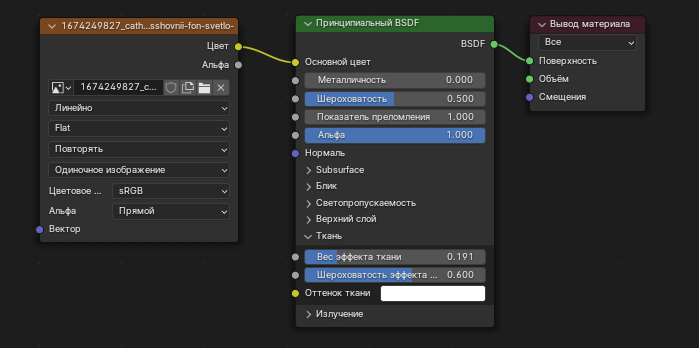 1674249827_cath...sshovnii-fon-svetlo-
Цвет
Альфа
1674249827_c...
Линейно
Flat
Повторять
Одиночное изображение
Цветовое ... sRGB
Альфа Прямой
Вектор
Принципиальный BSDF
BSDF
Основной цвет
Металличность 0.000
Шероховатость 0.500
Показатель преломления 1.000
Альфа 1.000
Нормаль
Subsurface
Блик
Светопропускаемость
Верхний слой
Ткань
Вес эффекта ткани 0.191
Шероховатость эффекта ... 0.600
Оттенок ткани
Излучение
Вывод материала
Все
Поверхность
Объём
Смещения